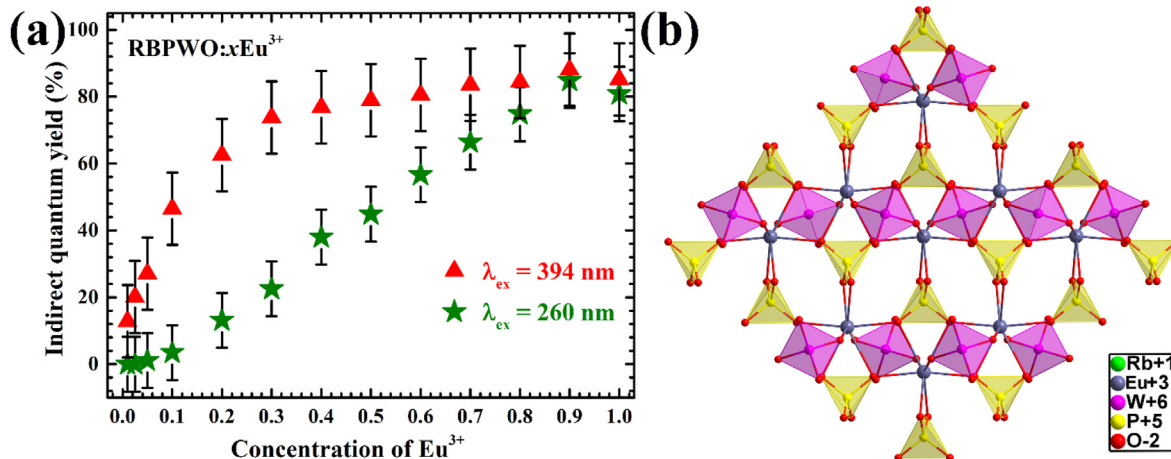 (a)
RBPWO:xEu³⁺
Indirect quantum yield (%)
100
80
60
40
20
0
λex = 394 nm
λex = 260 nm
0.0 0.1 0.2 0.3 0.4 0.5 0.6 0.7 0.8 0.9 1.0
Concentration of Eu³⁺
(b)
Rb+1
Eu+3
W+6
P+5
O-2